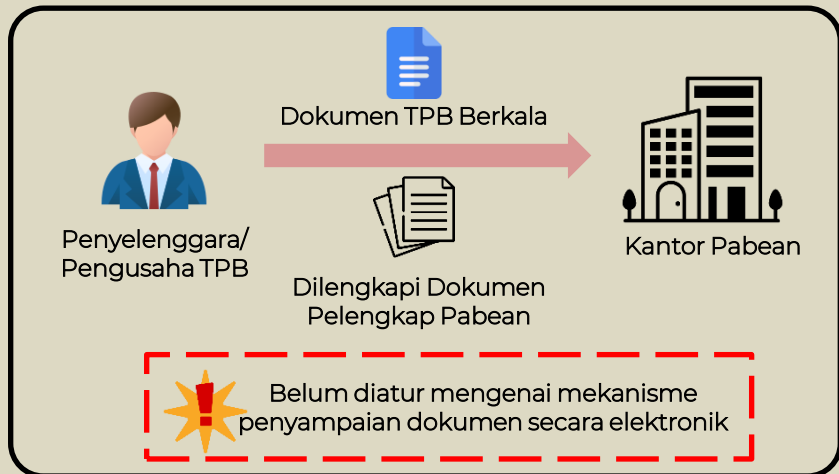 Dokumen TPB Berkala
Penyelenggara/
Pengusaha TPB
Dilengkapi Dokumen
Pelengkap Pabean
Kantor Pabean
Belum diatur mengenai mekanisme
penyampaian dokumen secara elektronik